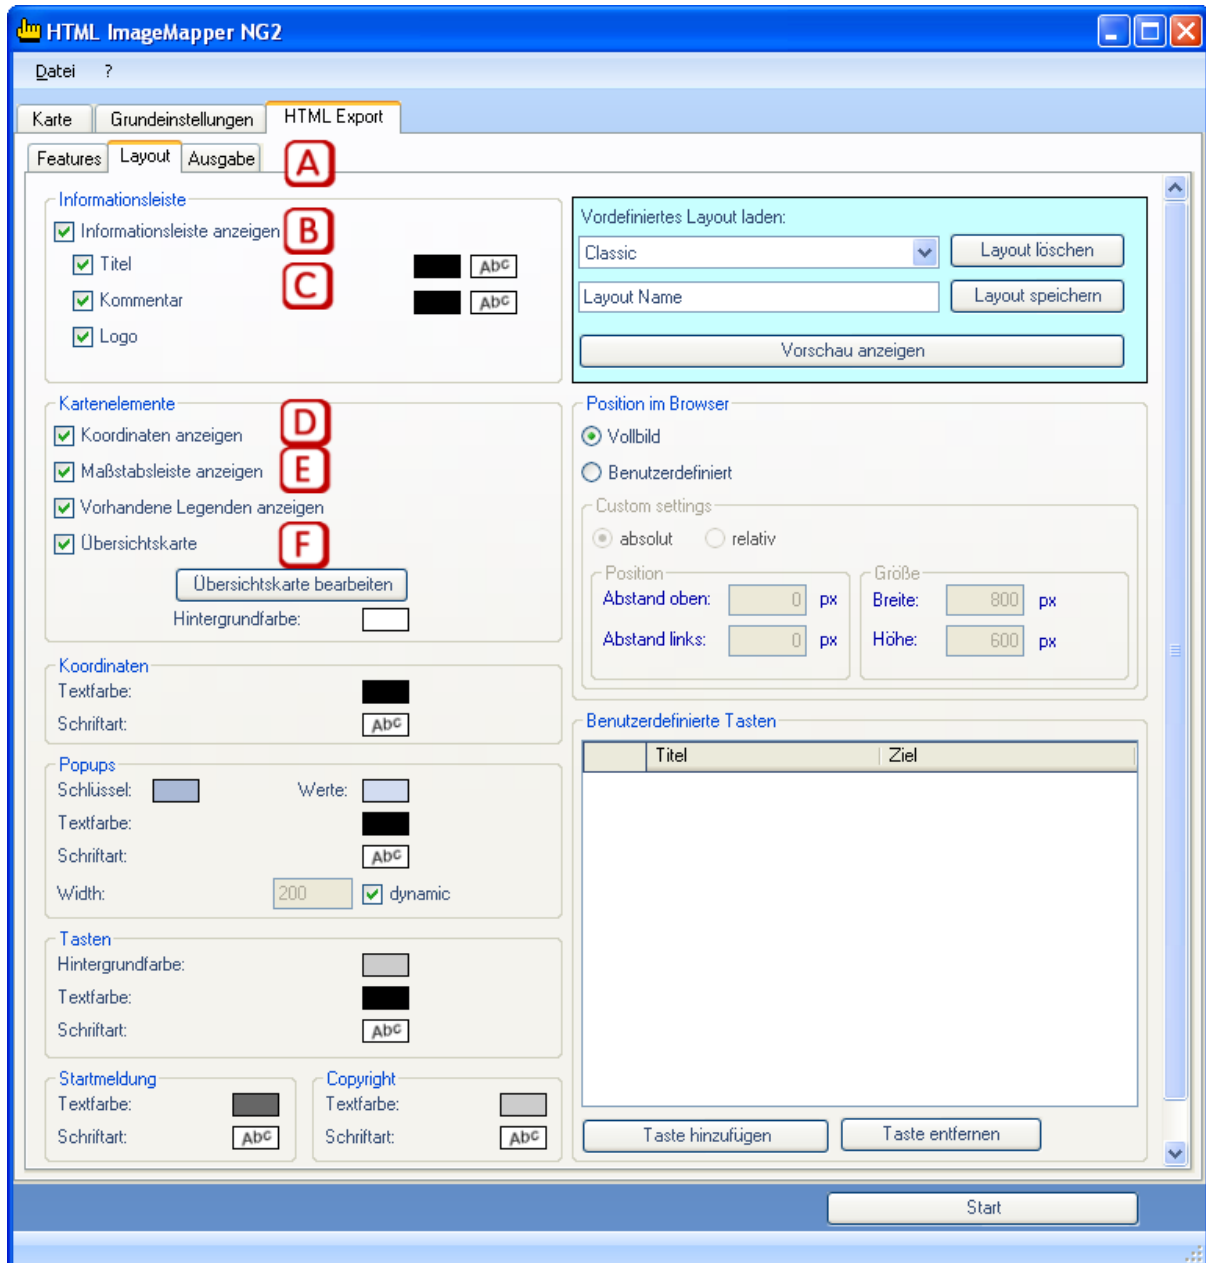 HTML ImageMapper NG2
Datei ?
Karte Grundeinstellungen HTML Export
Features Layout Ausgabe A
Informationsleiste
Informationsleiste anzeigen B
Titel Abc
C
Kommentar Abc
Logo
Vordefiniertes Layout laden:
Classic Layout löschen
Layout Name Layout speichern
Vorschau anzeigen
Kartenelemente
D
Koordinaten anzeigen
Maßstabsleiste anzeigen E
Vorhandene Legenden anzeigen
Übersichtskarte F
Übersichtskarte bearbeiten
Hintergrundfarbe:
Position im Browser
Vollbild
Benutzerdefiniert
Custom settings
absolut relativ
Position
Abstand oben: 0 px
Abstand links: 0 px
Größe
Breite: 800 px
Höhe: 600 px
Koordinaten
Textfarbe:
Schriftart: Abc
Popups
Schlüssel: Werte:
Textfarbe:
Schriftart: Abc
Width: 200 dynamic
Tasten
Hintergrundfarbe:
Textfarbe:
Schriftart: Abc
Startmeldung
Textfarbe:
Schriftart: Abc
Copyright
Textfarbe:
Schriftart: Abc
Benutzerdefinierte Tasten
Titel Ziel
Taste hinzufügen Taste entfernen
Start